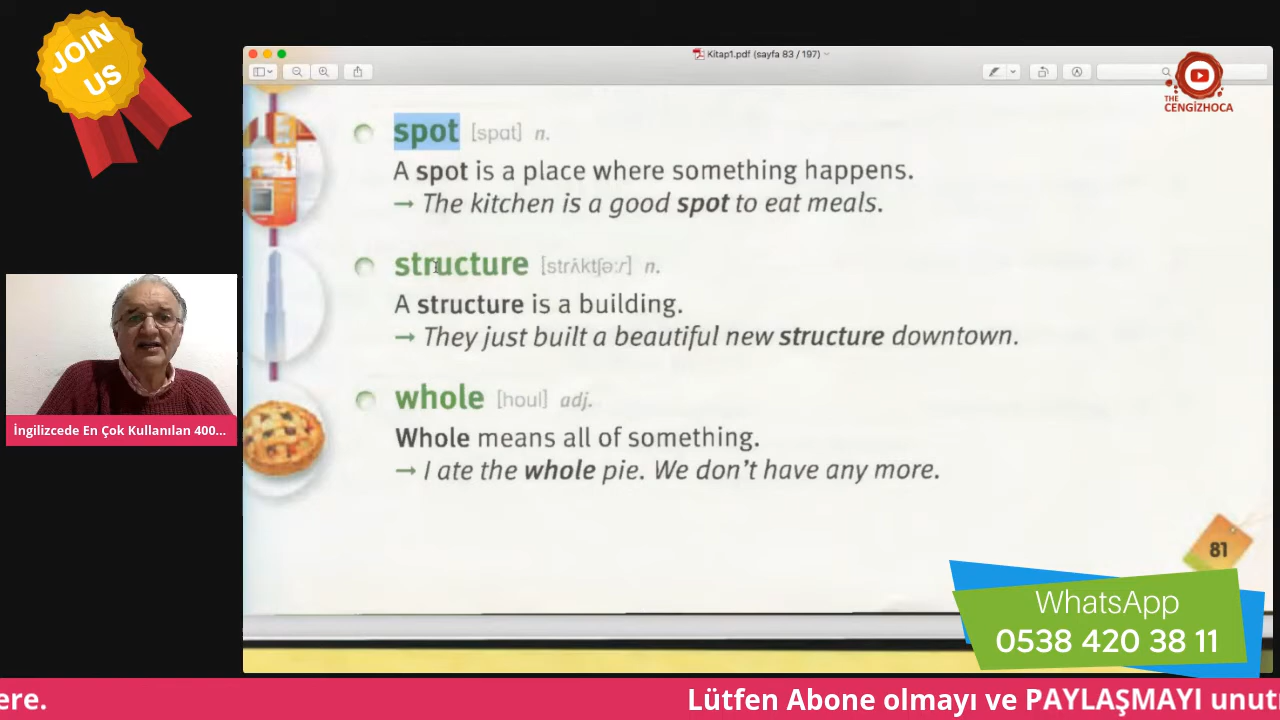 JOIN
US
Kitap1.pdf (sayfa 83 / 197)
THE
CENGİZHOCA
spot [spɑt] n.
A spot is a place where something happens.
→ The kitchen is a good spot to eat meals.
structure [strʌ́ktʃəːr] n.
A structure is a building.
→ They just built a beautiful new structure downtown.
whole [houl] adj.
Whole means all of something.
→ I ate the whole pie. We don't have any more.
81
İngilizcede En Çok Kullanılan 400...
WhatsApp
0538 420 38 11
ere.
Lütfen Abone olmayı ve PAYLAŞMAYI unut